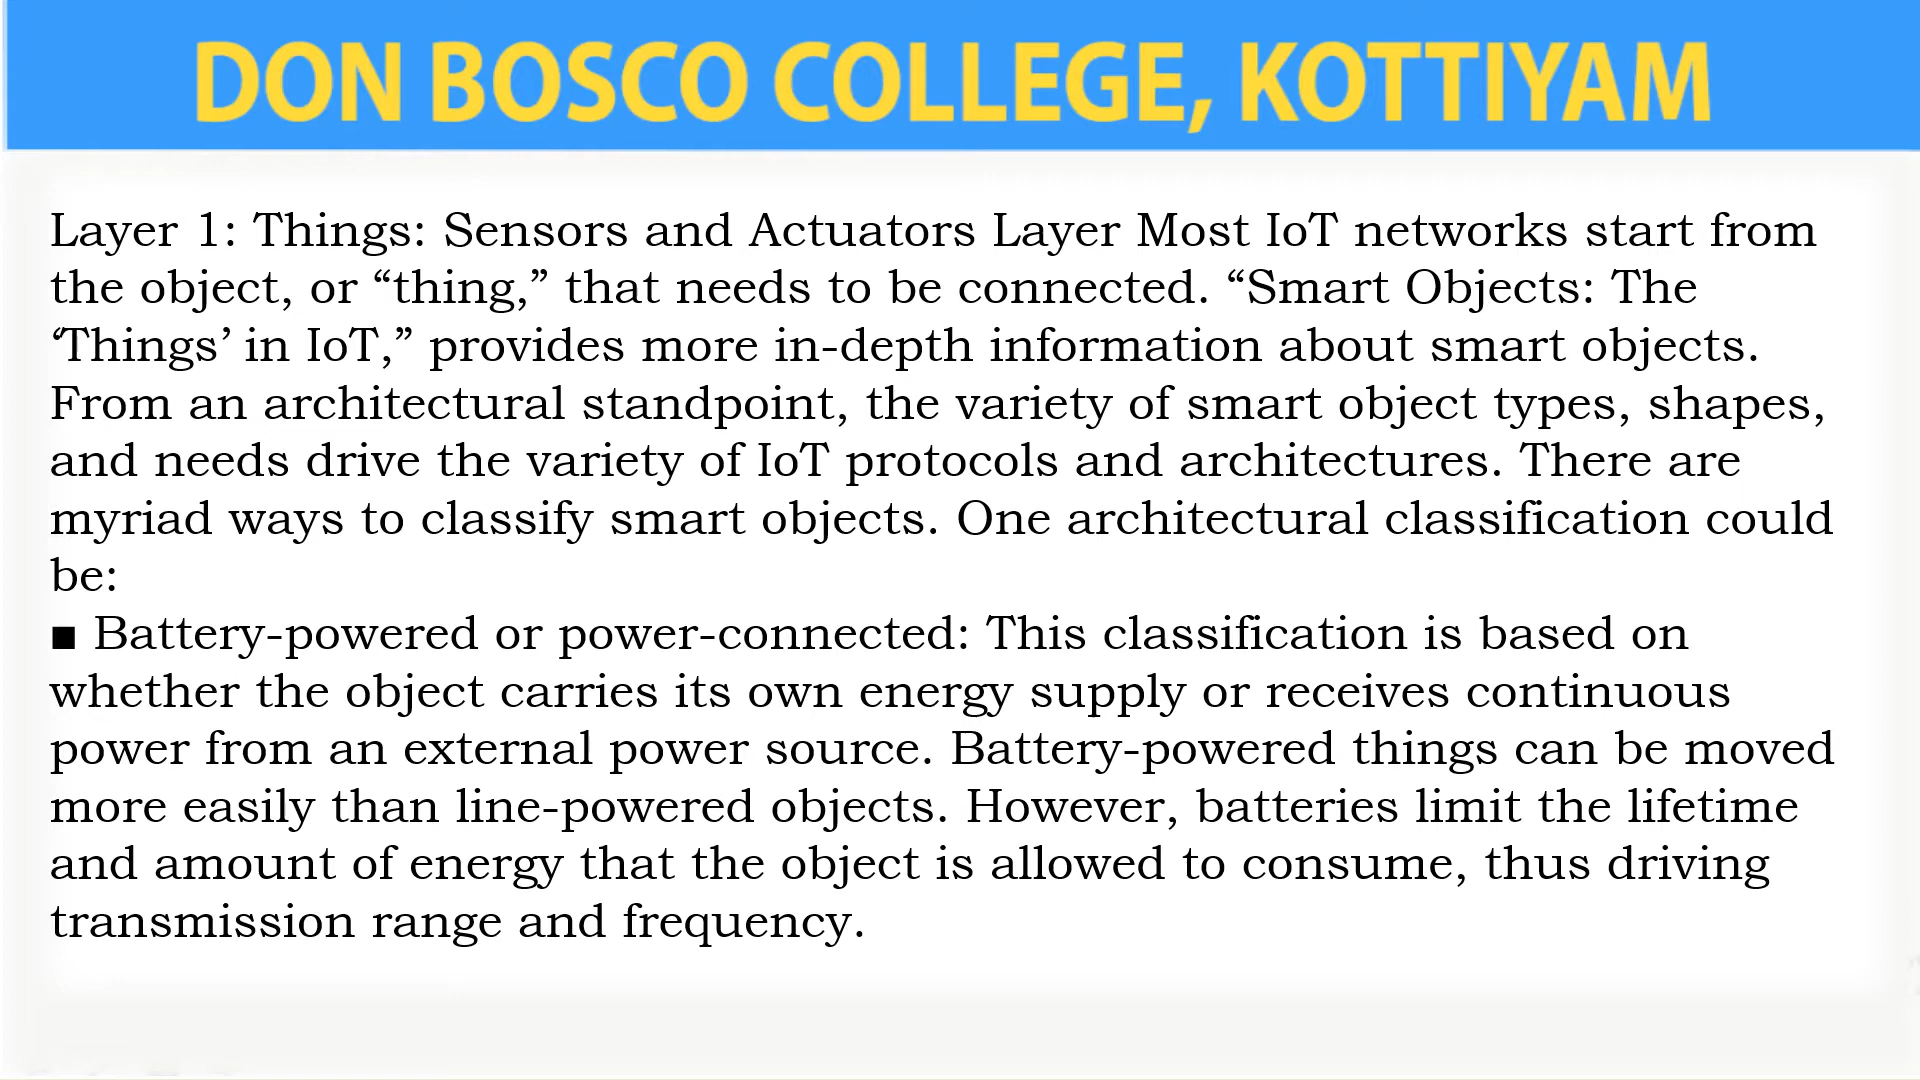 DON BOSCO COLLEGE, KOTTIYAM
Layer 1: Things: Sensors and Actuators Layer Most IoT networks start from
the object, or “thing,” that needs to be connected. “Smart Objects: The
‘Things’ in IoT,” provides more in-depth information about smart objects.
From an architectural standpoint, the variety of smart object types, shapes,
and needs drive the variety of IoT protocols and architectures. There are
myriad ways to classify smart objects. One architectural classification could
be:
■ Battery-powered or power-connected: This classification is based on
whether the object carries its own energy supply or receives continuous
power from an external power source. Battery-powered things can be moved
more easily than line-powered objects. However, batteries limit the lifetime
and amount of energy that the object is allowed to consume, thus driving
transmission range and frequency.